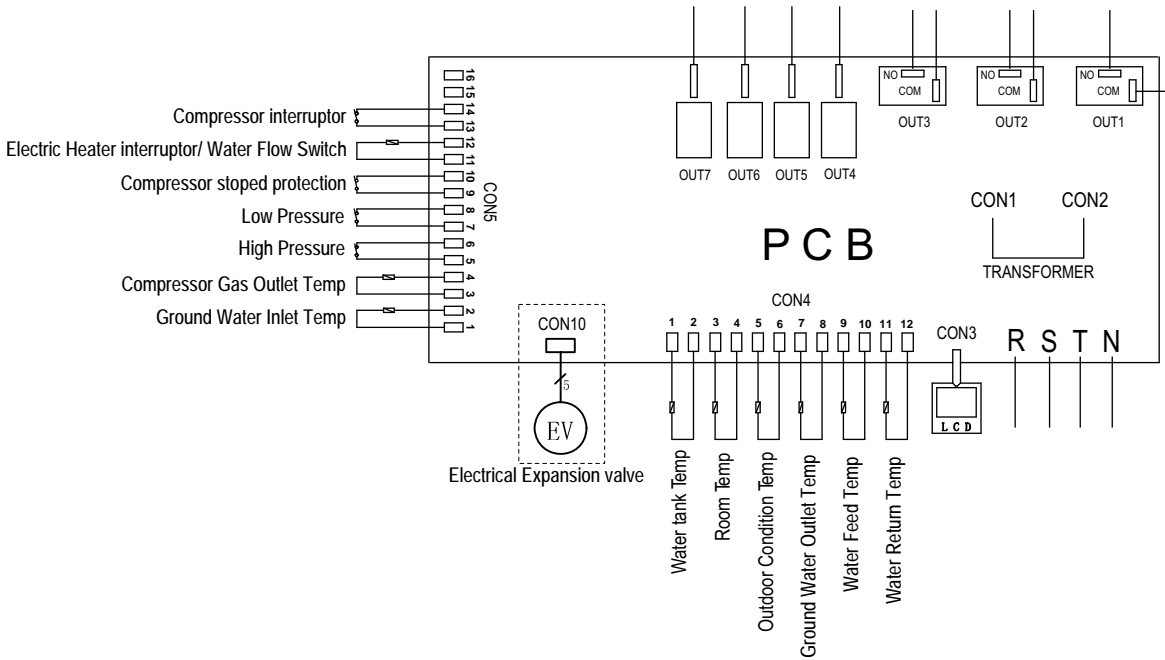 NO
COM
OUT3
NO
COM
OUT2
NO
COM
OUT1
OUT7
OUT6
OUT5
OUT4
16
15
14
13
12
11
10
9
8
7
6
5
4
3
2
1
CON5
Compressor interruptor
Electric Heater interruptor/ Water Flow Switch
Compressor stoped protection
Low Pressure
High Pressure
Compressor Gas Outlet Temp
Ground Water Inlet Temp
PCB
CON1
CON2
TRANSFORMER
CON4
1 2 3 4 5 6 7 8 9 10 11 12
CON10
5
EV
Electrical Expansion valve
CON3
LCD
R S T N
Water tank Temp
Room Temp
Outdoor Condition Temp
Ground Water Outlet Temp
Water Feed Temp
Water Return Temp